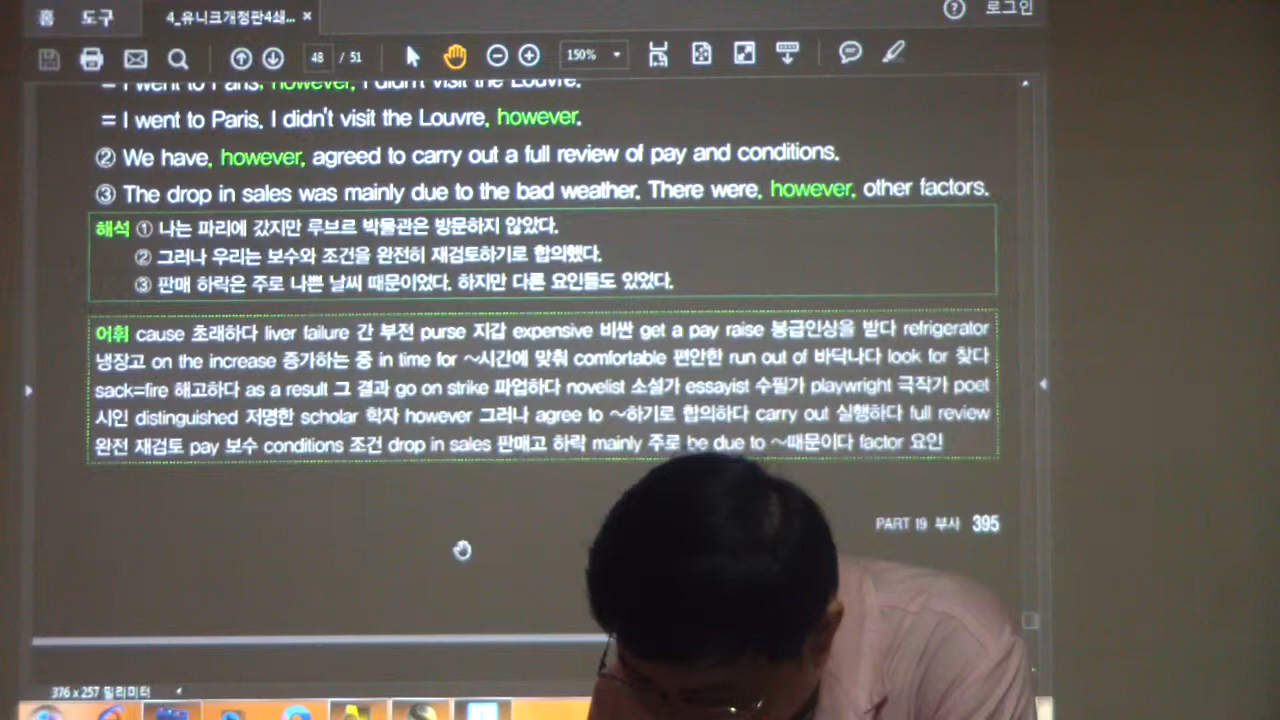 홈 도구 4_유니크개정판4쇄... × ? 로그인
48 / 51 150%
= I went to Paris, however, I didn't visit the Louvre.
= I went to Paris. I didn't visit the Louvre, however.
② We have, however, agreed to carry out a full review of pay and conditions.
③ The drop in sales was mainly due to the bad weather. There were, however, other factors.
해석 ① 나는 파리에 갔지만 루브르 박물관은 방문하지 않았다.
② 그러나 우리는 보수와 조건을 완전히 재검토하기로 합의했다.
③ 판매 하락은 주로 나쁜 날씨 때문이었다. 하지만 다른 요인들도 있었다.
어휘 cause 초래하다 liver failure 간 부전 purse 지갑 expensive 비싼 get a pay raise 봉급인상을 받다 refrigerator
냉장고 on the increase 증가하는 중 in time for ～시간에 맞춰 comfortable 편안한 run out of 바닥나다 look for 찾다
sack=fire 해고하다 as a result 그 결과 go on strike 파업하다 novelist 소설가 essayist 수필가 playwright 극작가 poet
시인 distinguished 저명한 scholar 학자 however 그러나 agree to ～하기로 합의하다 carry out 실행하다 full review
완전 재검토 pay 보수 conditions 조건 drop in sales 판매고 하락 mainly 주로 be due to ～때문이다 factor 요인
PART 19 부사 395
376 x 257 밀리미터